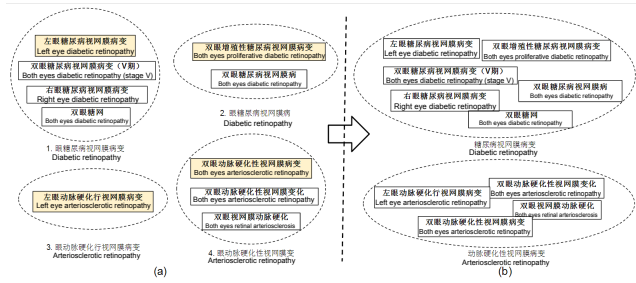 左眼糖尿病视网膜病变
Left eye diabetic retinopathy
双眼糖尿病视网膜病变（V期）
Both eyes diabetic retinopathy (stage V)
右眼糖尿病视网膜病变
Right eye diabetic retinopathy
双眼糖网
Both eyes diabetic retinopathy
1. 眼糖尿病视网膜病变
Diabetic retinopathy
双眼增殖性糖尿病视网膜病变
Both eyes proliferative diabetic retinopathy
双眼糖尿病视网膜病
Both eyes diabetic retinopathy
2. 眼糖尿病视网膜病
Diabetic retinopathy
左眼动脉硬化行视网膜病变
Left eye arteriosclerotic retinopathy
3. 眼动脉硬化行视网膜病变
Arteriosclerotic retinopathy
双眼动脉硬化性视网膜病变
Both eyes arteriosclerotic retinopathy
双眼动脉硬化性视网膜变化
Both eyes arteriosclerotic retinopathy
双眼视网膜动脉硬化
Both eyes retinal arteriosclerosis
4. 眼动脉硬化性视网膜病变
Arteriosclerotic retinopathy
(a)
左眼糖尿病视网膜病变
Left eye diabetic retinopathy
双眼增殖性糖尿病视网膜病变
Both eyes proliferative diabetic retinopathy
双眼糖尿病视网膜病变（V期）
Both eyes diabetic retinopathy (stage V)
双眼糖尿病视网膜病
Both eyes diabetic retinopathy
右眼糖尿病视网膜病变
Right eye diabetic retinopathy
双眼糖网
Both eyes diabetic retinopathy
糖尿病视网膜病变
Diabetic retinopathy
双眼动脉硬化性视网膜变化
Both eyes arteriosclerotic retinopathy
左眼动脉硬化行视网膜病变
Left eye arteriosclerotic retinopathy
双眼视网膜动脉硬化
Both eyes retinal arteriosclerosis
双眼动脉硬化性视网膜病变
Both eyes arteriosclerotic retinopathy
动脉硬化性视网膜病变
Arteriosclerotic retinopathy
(b)